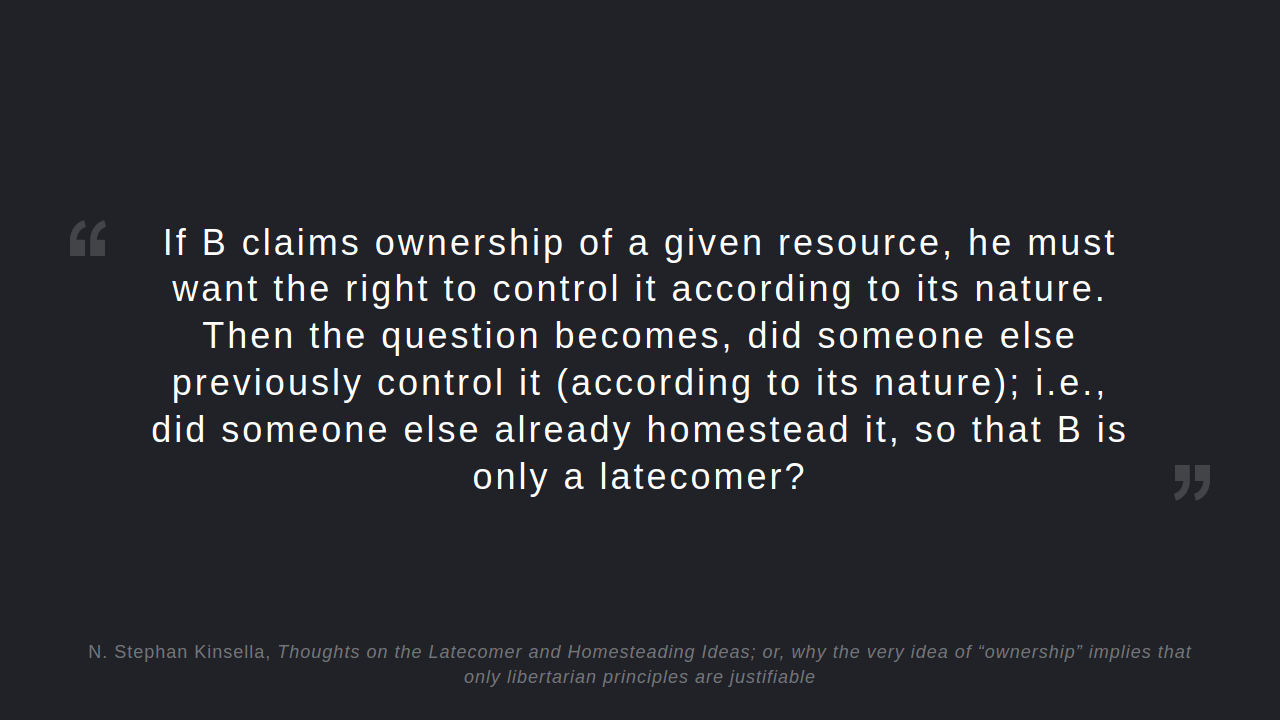 “ If B claims ownership of a given resource, he must
want the right to control it according to its nature.
Then the question becomes, did someone else
previously control it (according to its nature); i.e.,
did someone else already homestead it, so that B is
only a latecomer? ”
N. Stephan Kinsella, Thoughts on the Latecomer and Homesteading Ideas; or, why the very idea of “ownership” implies that
only libertarian principles are justifiable